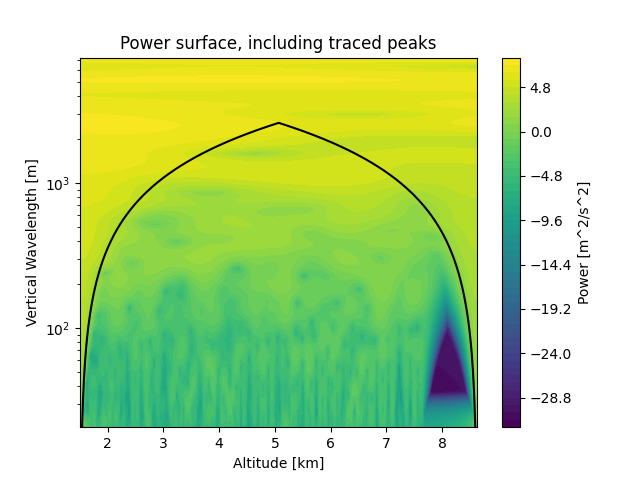 Power surface, including traced peaks
Vertical Wavelength [m]
10^3
10^2
2 3 4 5 6 7 8
Altitude [km]
4.8
0.0
−4.8
−9.6
−14.4
−19.2
−24.0
−28.8
Power [m^2/s^2]